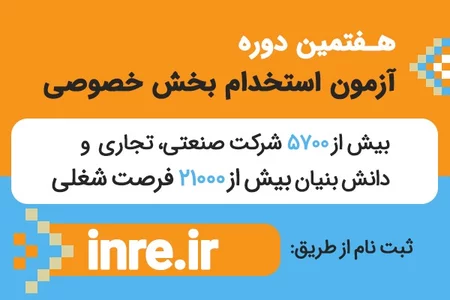 هـفتمین دوره
آزمون استخدام بخش خصوصی
بیش از ۵۷۰۰ شرکت صنعتی، تجاری و
دانش بنیان بیش از ۲۱۰۰۰ فرصت شغلی
ثبت نام از طریق:
inre.ir